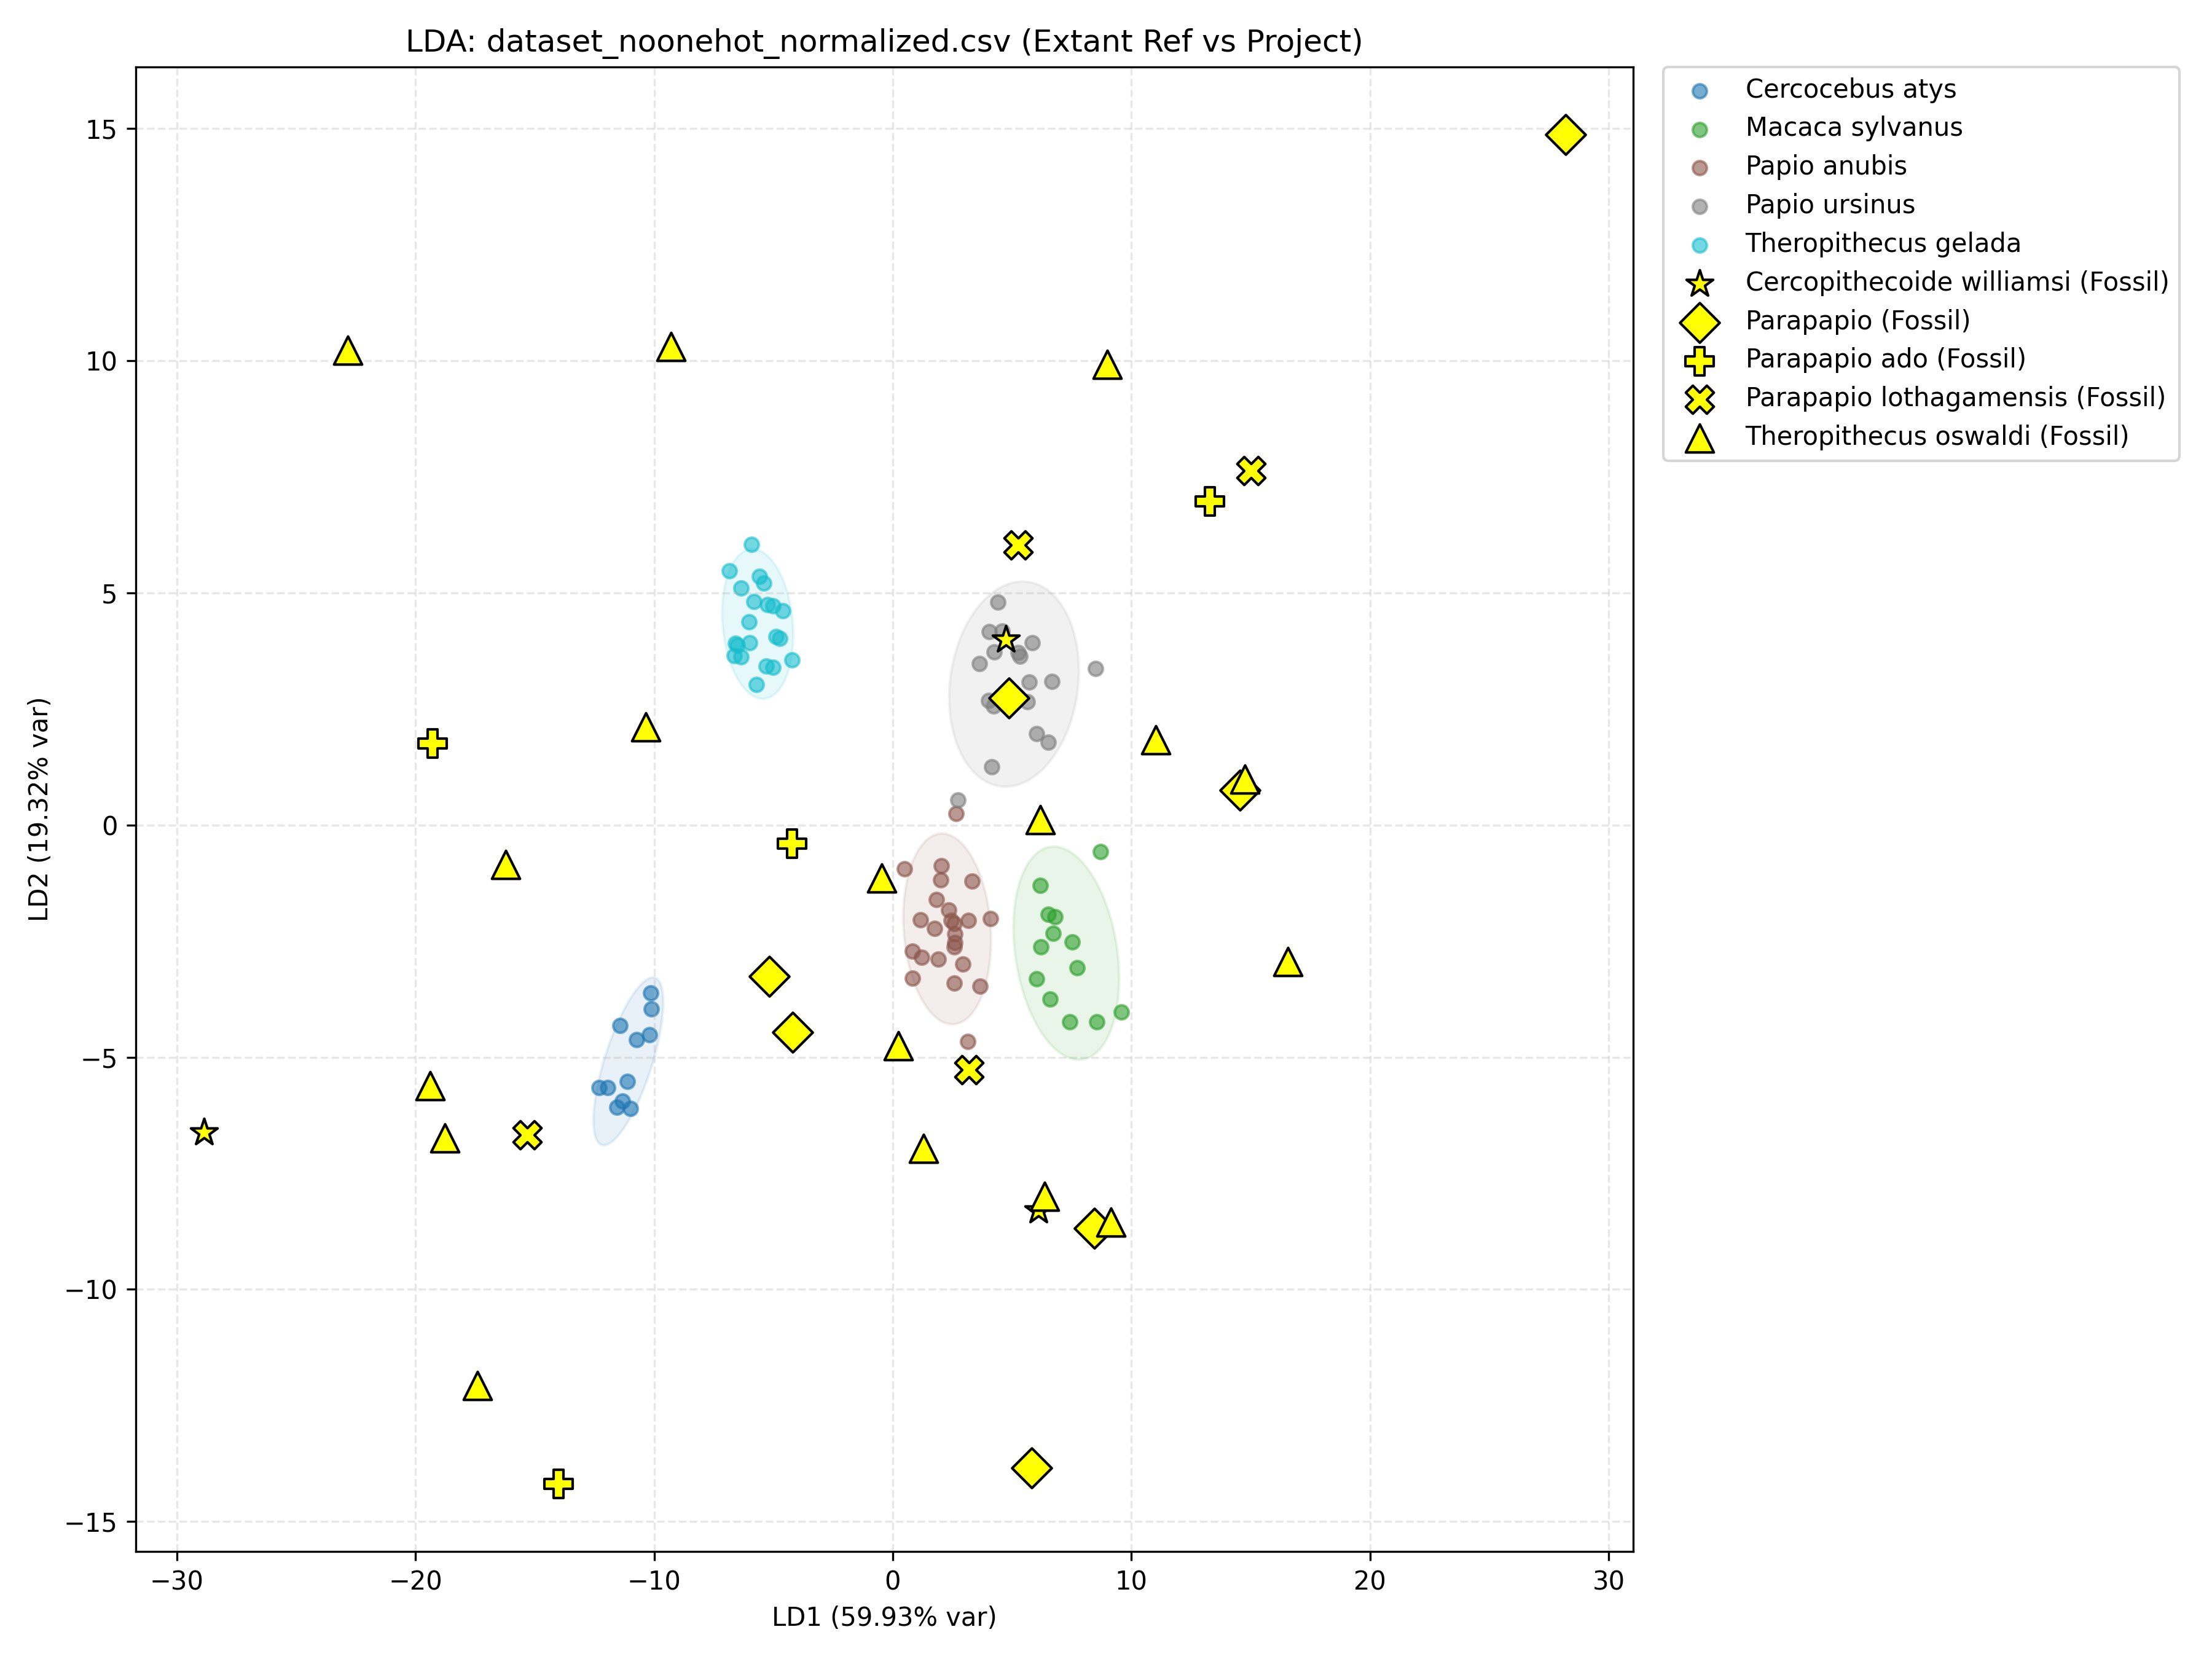 LDA: dataset_noonehot_normalized.csv (Extant Ref vs Project)
Cercocebus atys
Macaca sylvanus
Papio anubis
Papio ursinus
Theropithecus gelada
Cercopithecoide williamsi (Fossil)
Parapapio (Fossil)
Parapapio ado (Fossil)
Parapapio lothagamensis (Fossil)
Theropithecus oswaldi (Fossil)
LD2 (19.32% var)
15
10
5
0
−5
−10
−15
−30
−20
−10
0
10
20
30
LD1 (59.93% var)